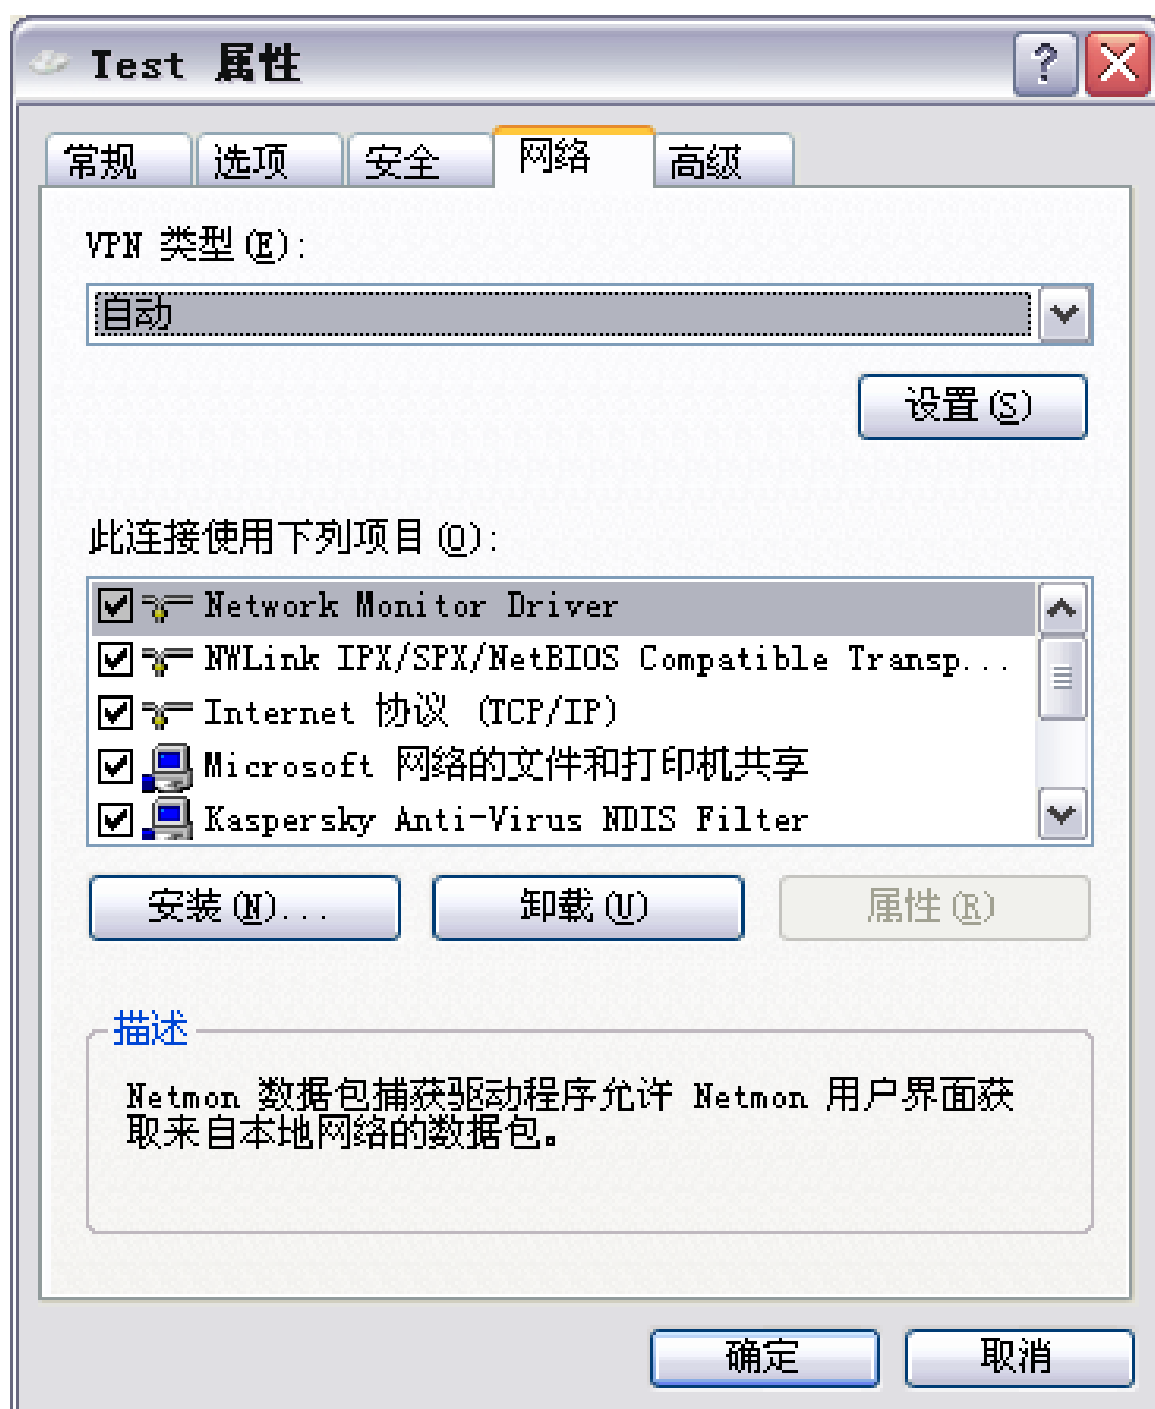 Test 属性
常规 选项 安全 网络 高级
VPN 类型(E):
自动
设置(S)
此连接使用下列项目(O):
Network Monitor Driver
NWLink IPX/SPX/NetBIOS Compatible Transp...
Internet 协议 (TCP/IP)
Microsoft 网络的文件和打印机共享
Kaspersky Anti-Virus NDIS Filter
安装(N)... 卸载(U) 属性(R)
描述
Netmon 数据包捕获驱动程序允许 Netmon 用户界面获
取来自本地网络的数据包。
确定 取消